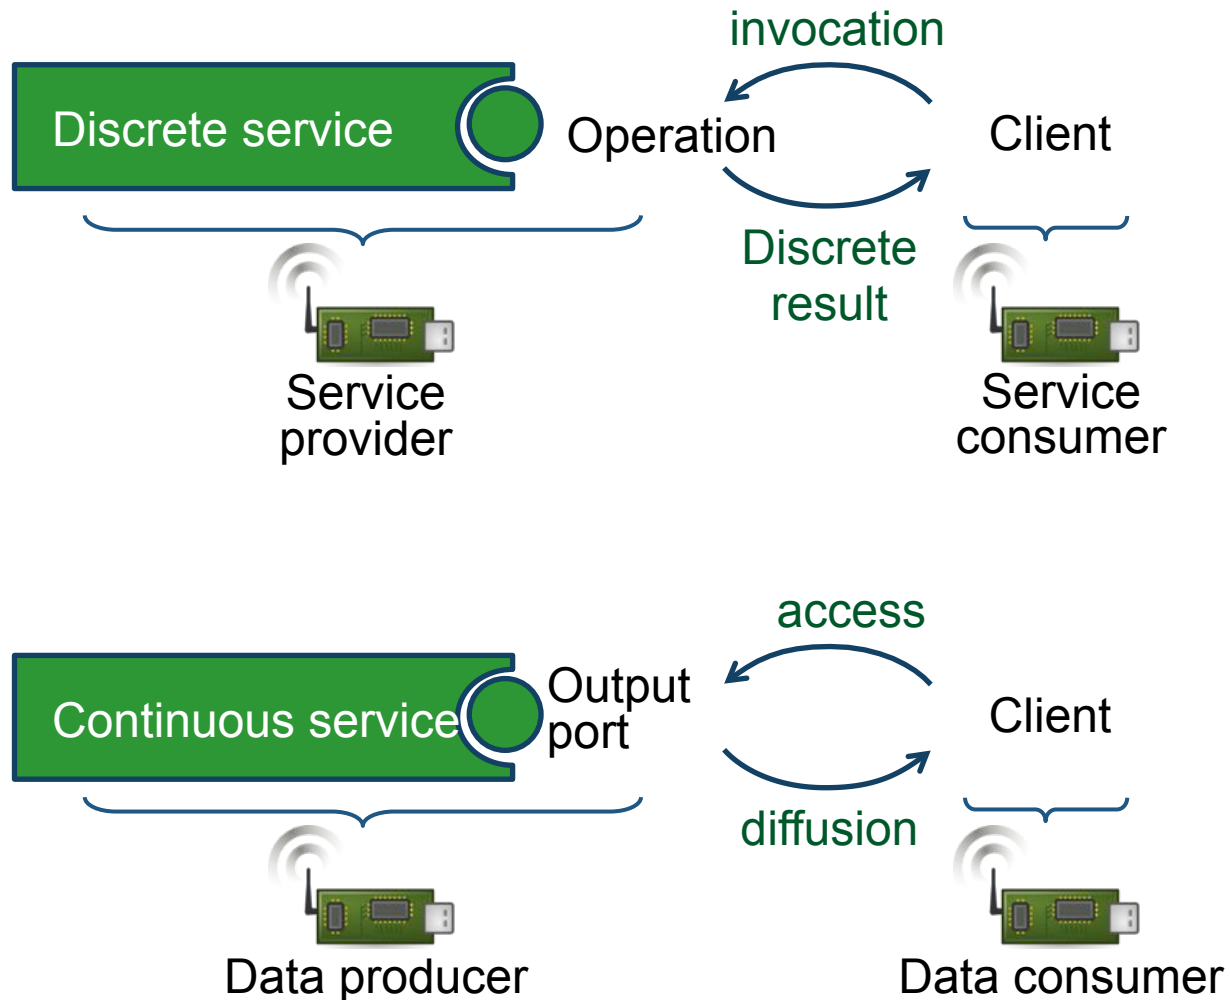 invocation
Discrete service
Operation
Client
Discrete
result
Service
provider
Service
consumer
access
Continuous service
Output
port
Client
diffusion
Data producer
Data consumer